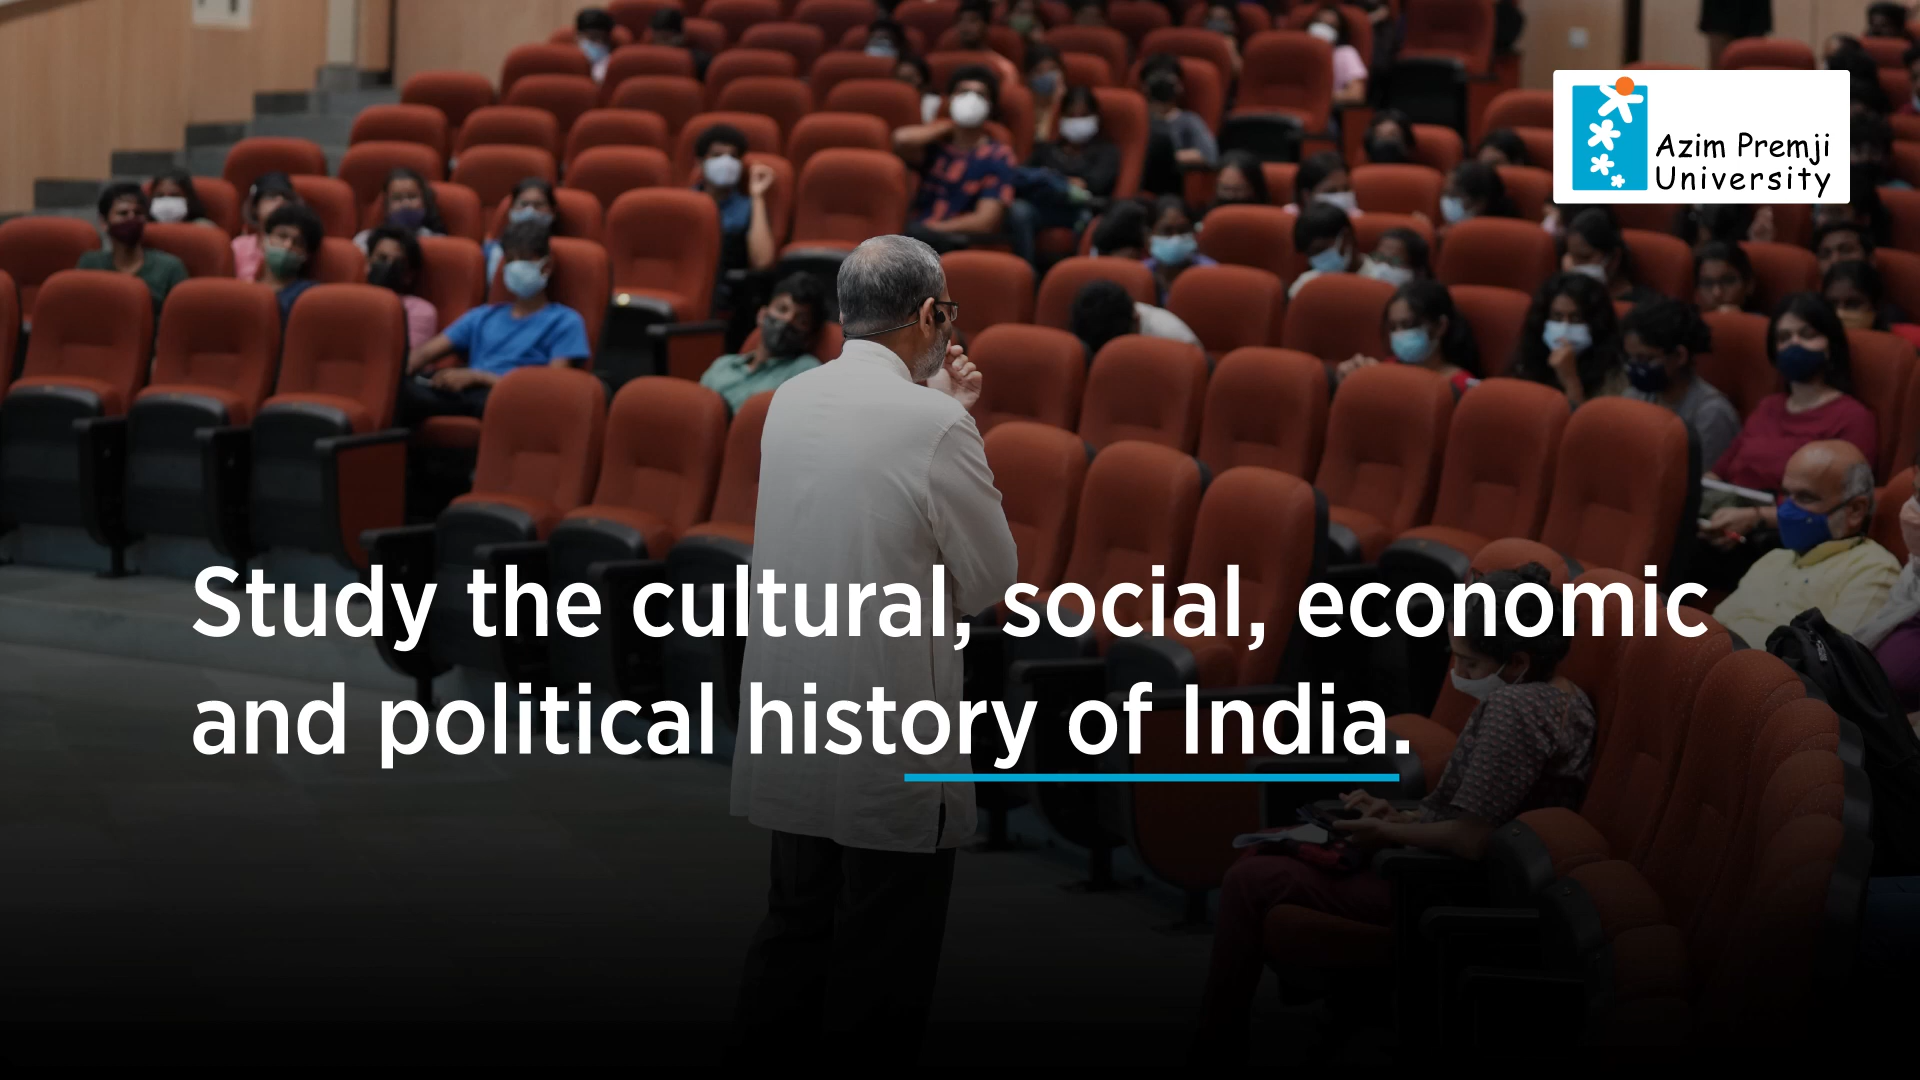 Azim Premji
University
Study the cultural, social, economic
and political history of India.